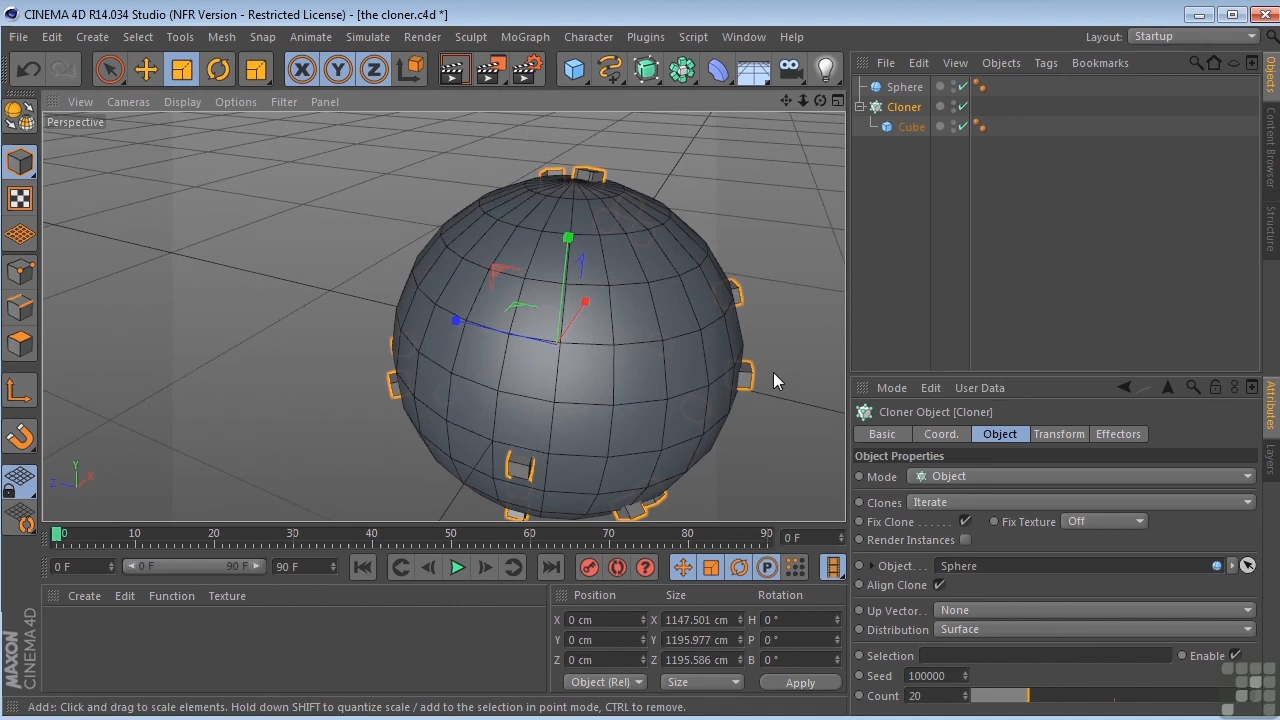 CINEMA 4D R14.034 Studio (NFR Version - Restricted License) - [the cloner.c4d *]
File Edit Create Select Tools Mesh Snap Animate Simulate Render Sculpt MoGraph Character Plugins Script Window Help Layout: Startup
File Edit View Objects Tags Bookmarks
Objects
Content Browser
Structure
Sphere
Cloner
Cube
View Cameras Display Options Filter Panel
Perspective
Y
X
Z
Mode Edit User Data
Attributes
Layers
Cloner Object [Cloner]
Basic Coord. Object Transform Effectors
Object Properties
Mode Object
Clones Iterate
Fix Clone . . . . . . Fix Texture Off
Render Instances
Object. . . Sphere
Align Clone
Up Vector. . None
Distribution Surface
Selection Enable
Seed 100000
Count 20
0 10 20 30 40 50 60 70 80 90 0 F
0 F 0 F 90 F 90 F
Create Edit Function Texture
Position Size Rotation
X 0 cm X 1147.501 cm H 0 °
Y 0 cm Y 1195.977 cm P 0 °
Z 0 cm Z 1195.586 cm B 0 °
Object (Rel) Size Apply
MAXON
CINEMA 4D
Click and drag to scale elements. Hold down SHIFT to quantize scale / add to the selection in point mode, CTRL to remove.